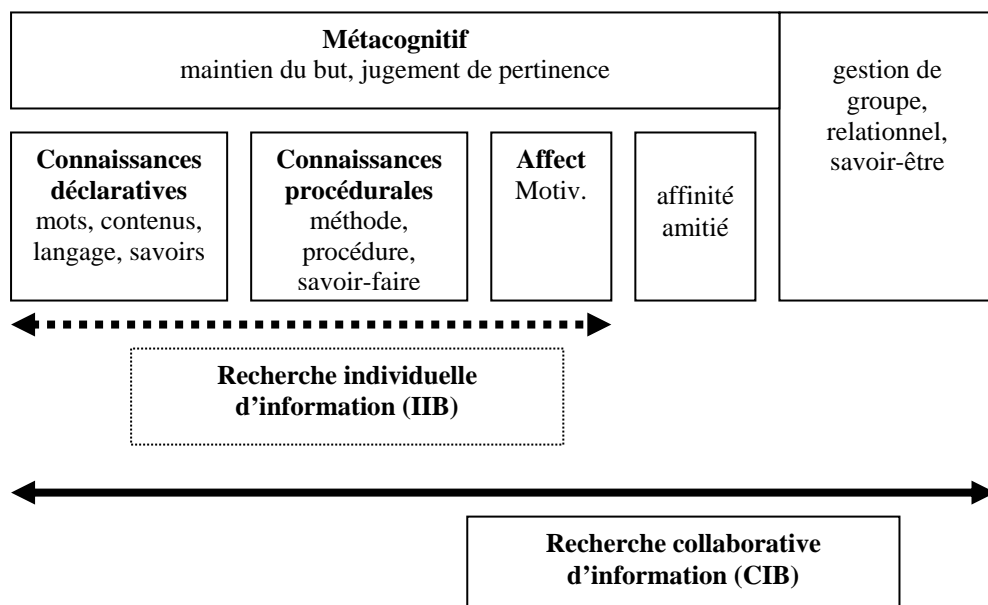 Métacognitif
maintien du but, jugement de pertinence
gestion de
groupe,
relationnel,
savoir-être
Connaissances
déclaratives
mots, contenus,
langage, savoirs
Connaissances
procédurales
méthode,
procédure,
savoir-faire
Affect
Motiv.
affinité
amitié
Recherche individuelle
d’information (IIB)
Recherche collaborative
d’information (CIB)